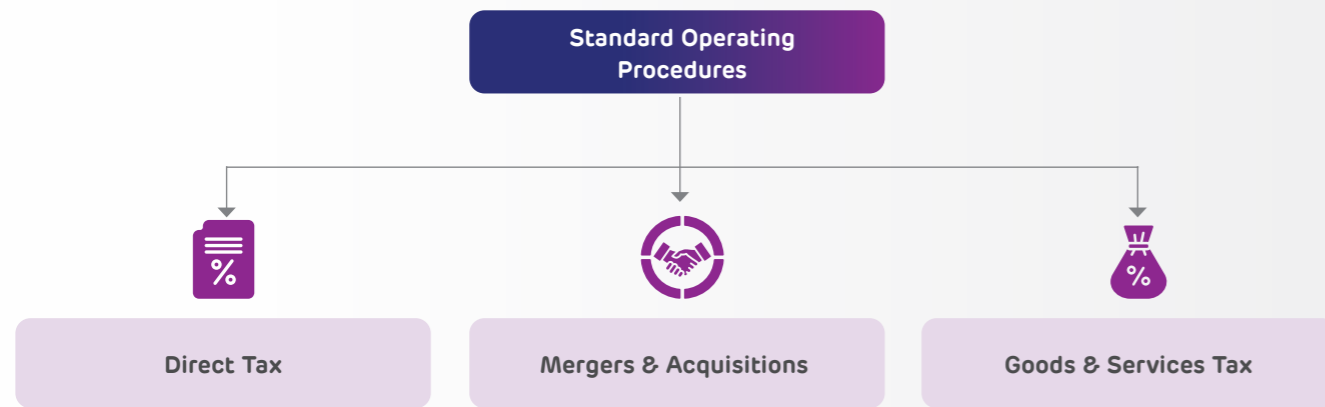 Standard Operating
Procedures
%
%
Direct Tax
Mergers & Acquisitions
Goods & Services Tax